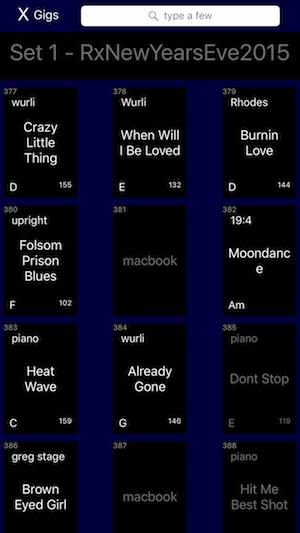 X Gigs
type a few
Set 1 - RxNewYearsEve2015
377
wurli
Crazy
Little
Thing
D 155
378
Wurli
When Will
I Be Loved
E 132
379
Rhodes
Burnin
Love
D 144
380
upright
Folsom
Prison
Blues
F 102
381
macbook
382
19:4
Moondanc
e
Am
383
piano
Heat
Wave
C 159
384
wurli
Already
Gone
G 146
385
piano
Dont Stop
E 119
386
greg stage
Brown
Eyed Girl
387
macbook
388
piano
Hit Me
Best Shot